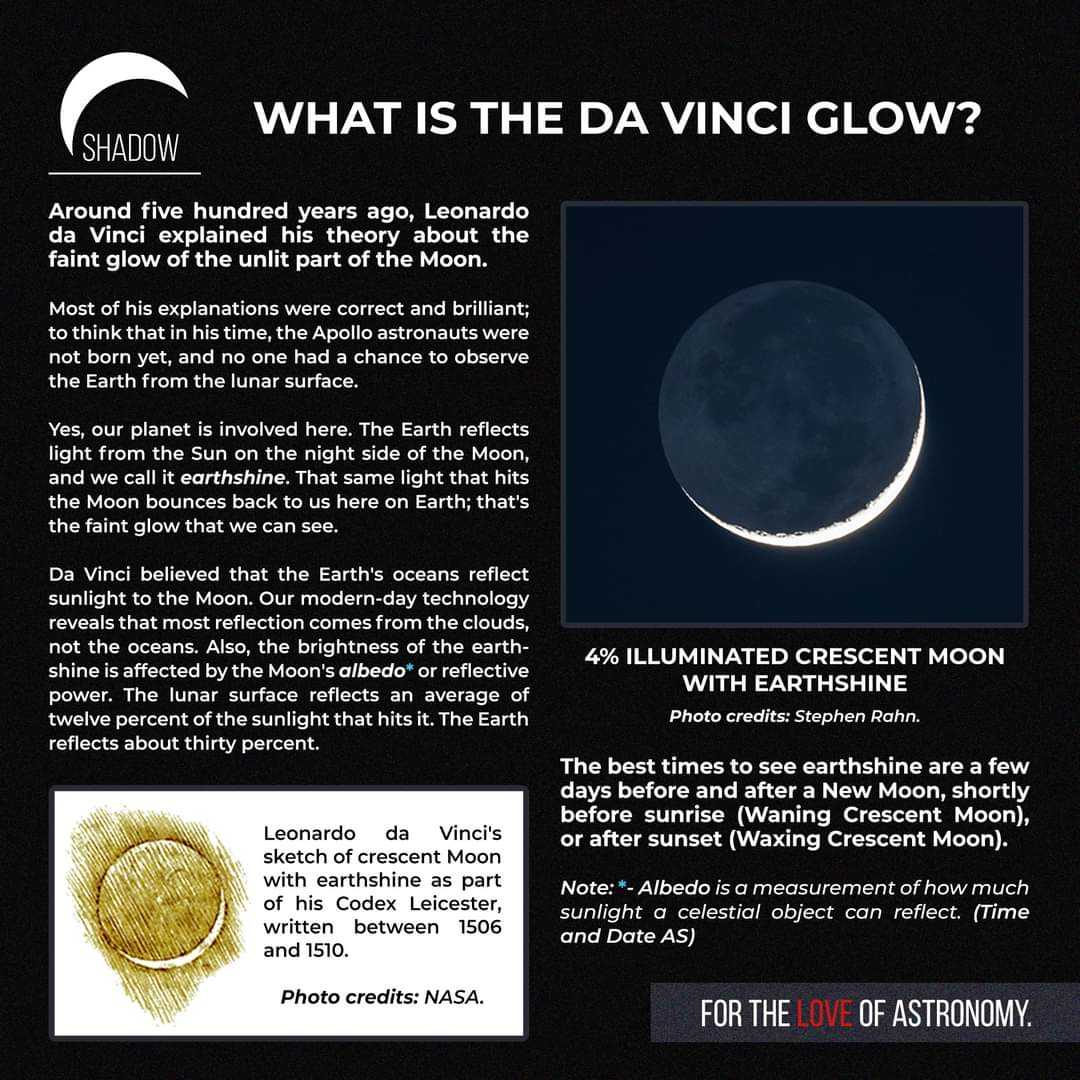 SHADOW
WHAT IS THE DA VINCI GLOW?
Around five hundred years ago, Leonardo
da Vinci explained his theory about the
faint glow of the unlit part of the Moon.
Most of his explanations were correct and brilliant;
to think that in his time, the Apollo astronauts were
not born yet, and no one had a chance to observe
the Earth from the lunar surface.
Yes, our planet is involved here. The Earth reflects
light from the Sun on the night side of the Moon,
and we call it earthshine. That same light that hits
the Moon bounces back to us here on Earth; that's
the faint glow that we can see.
Da Vinci believed that the Earth's oceans reflect
sunlight to the Moon. Our modern-day technology
reveals that most reflection comes from the clouds,
not the oceans. Also, the brightness of the earth-
shine is affected by the Moon's albedo* or reflective
power. The lunar surface reflects an average of
twelve percent of the sunlight that hits it. The Earth
reflects about thirty percent.
Leonardo da Vinci's
sketch of crescent Moon
with earthshine as part
of his Codex Leicester,
written between 1506
and 1510.
Photo credits: NASA.
4% ILLUMINATED CRESCENT MOON
WITH EARTHSHINE
Photo credits: Stephen Rahn.
The best times to see earthshine are a few
days before and after a New Moon, shortly
before sunrise (Waning Crescent Moon),
or after sunset (Waxing Crescent Moon).
Note: *- Albedo is a measurement of how much
sunlight a celestial object can reflect. (Time
and Date AS)
FOR THE LOVE OF ASTRONOMY.